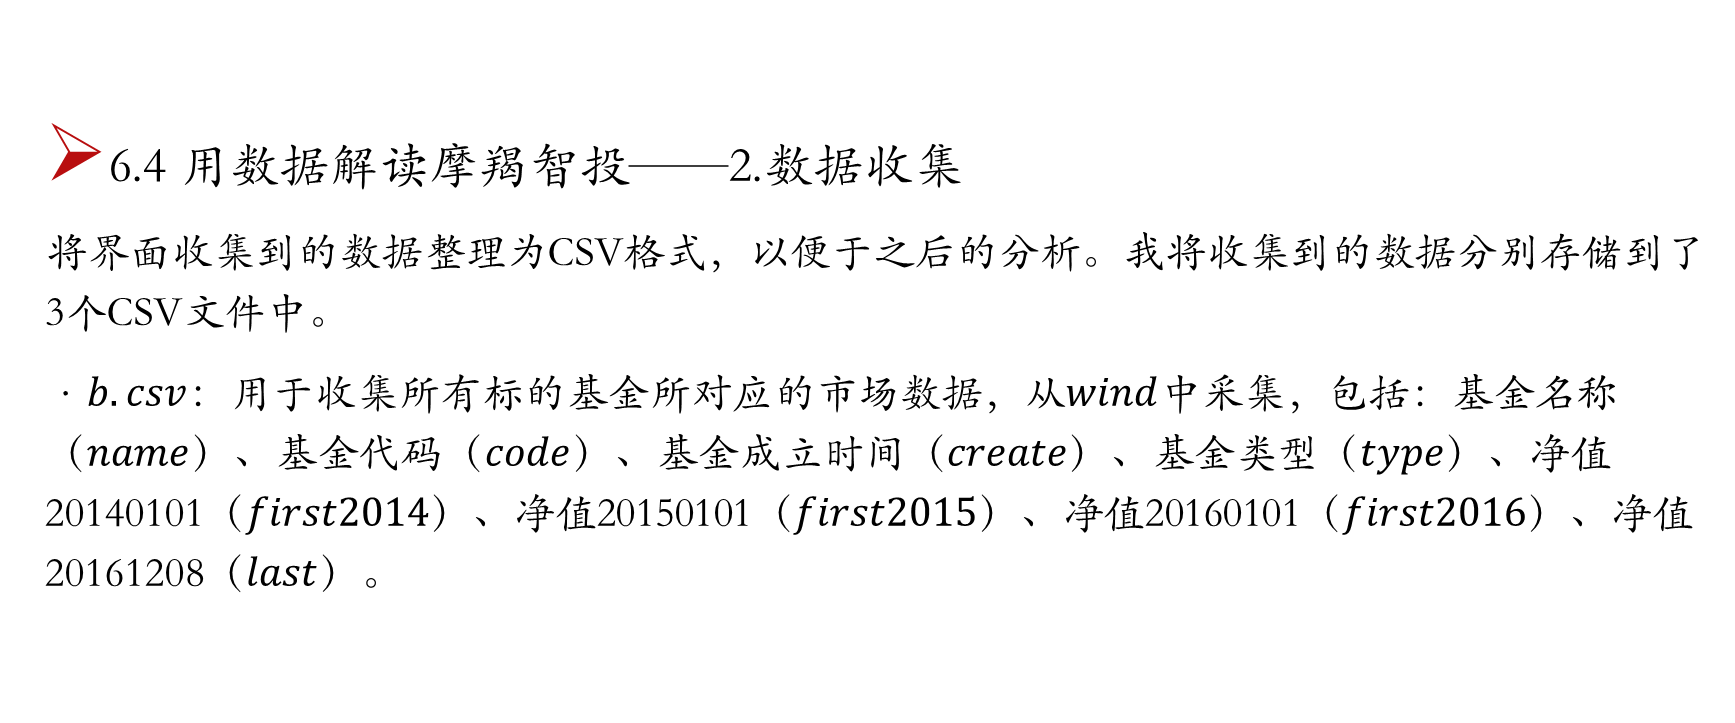 6.4 用数据解读摩羯智投——2.数据收集
将界面收集到的数据整理为CSV格式，以便于之后的分析。我将收集到的数据分别存储到了
3个CSV文件中。
· b.csv：用于收集所有标的基金所对应的市场数据，从wind中采集，包括：基金名称
（name）、基金代码（code）、基金成立时间（create）、基金类型（type）、净值
20140101（first2014）、净值20150101（first2015）、净值20160101（first2016）、净值
20161208（last）。